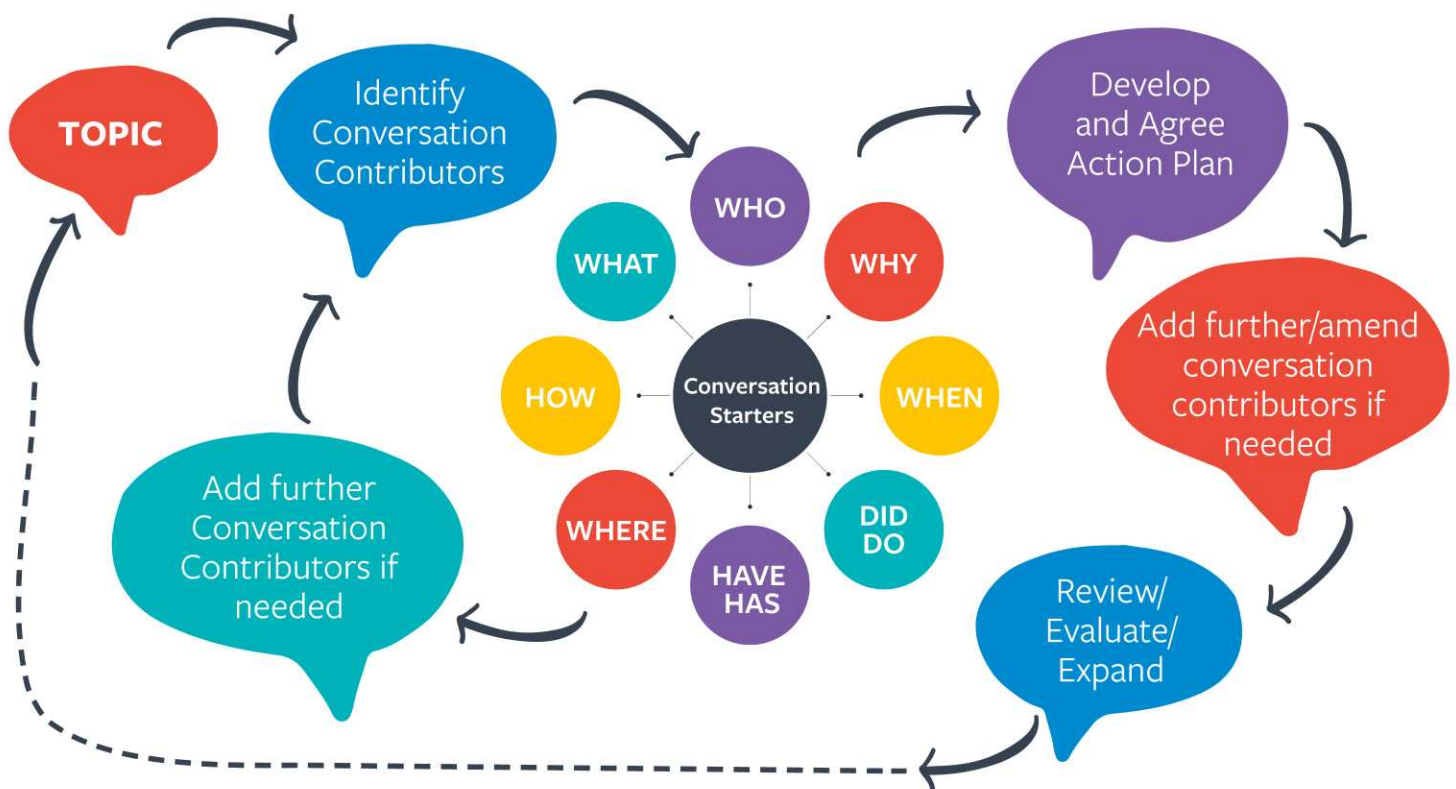 TOPIC
Identify
Conversation
Contributors
WHO
WHY
WHEN
DID
DO
HAVE
HAS
WHERE
HOW
WHAT
Conversation
Starters
Add further
Conversation
Contributors if
needed
Develop
and Agree
Action Plan
Add further/amend
conversation
contributors if
needed
Review/
Evaluate/
Expand